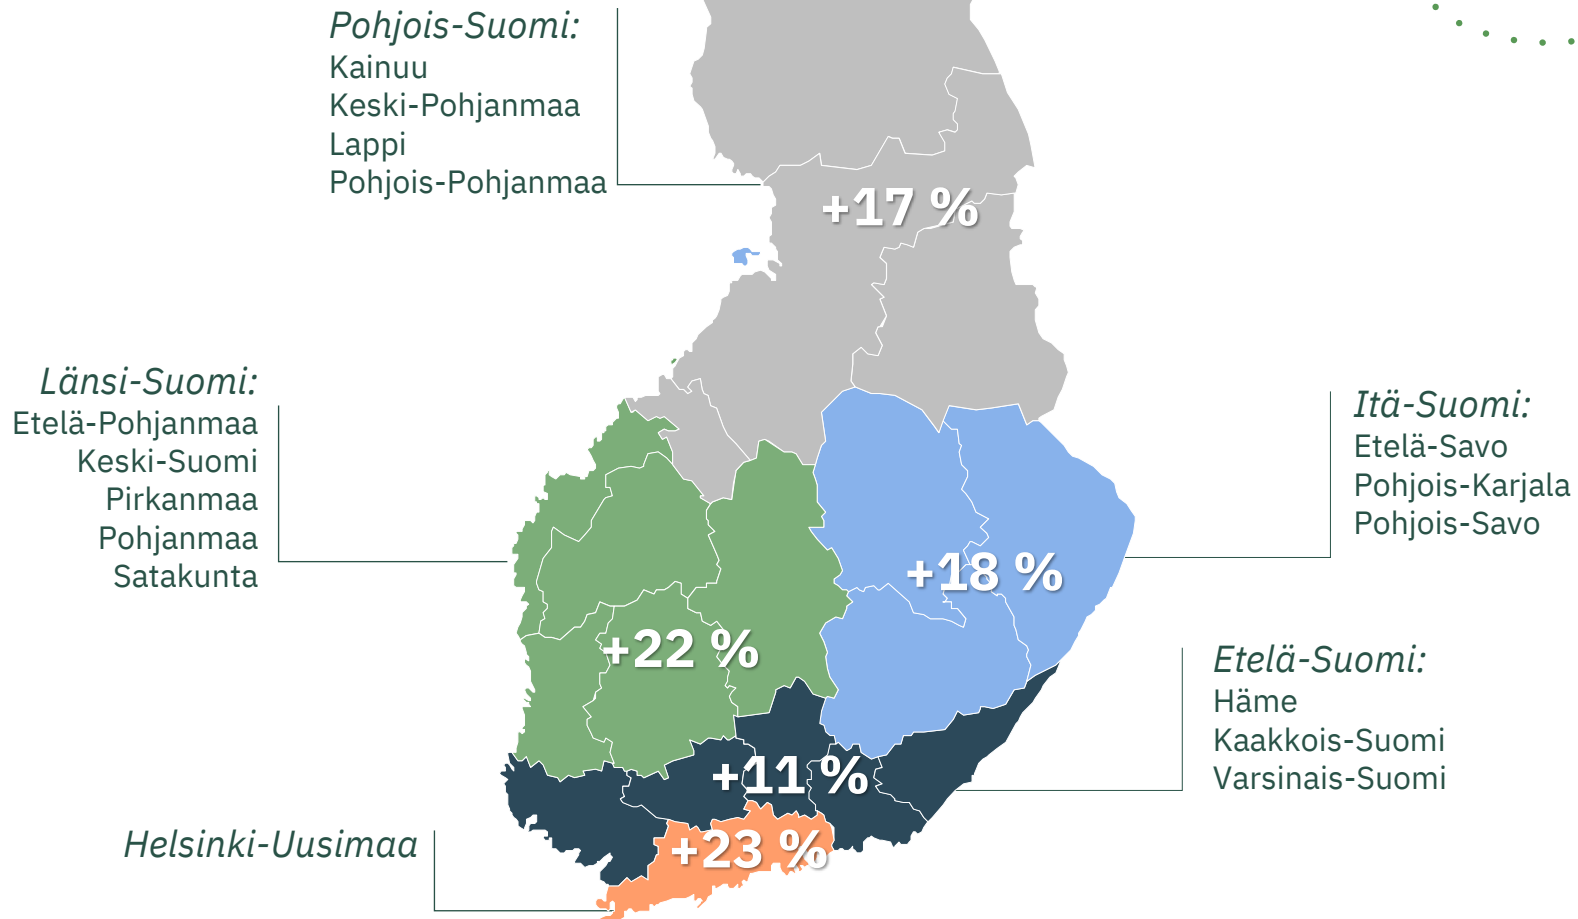 Pohjois-Suomi:
Kainuu
Keski-Pohjanmaa
Lappi
Pohjois-Pohjanmaa
+17 %
Länsi-Suomi:
Etelä-Pohjanmaa
Keski-Suomi
Pirkanmaa
Pohjanmaa
Satakunta
+22 %
Itä-Suomi:
Etelä-Savo
Pohjois-Karjala
Pohjois-Savo
+18 %
Etelä-Suomi:
Häme
Kaakkois-Suomi
Varsinais-Suomi
+11 %
Helsinki-Uusimaa
+23 %